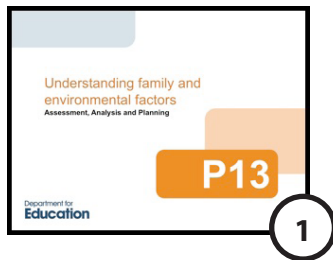 Understanding family and
environmental factors
Assessment, Analysis and Planning
P13
Department for
Education
1